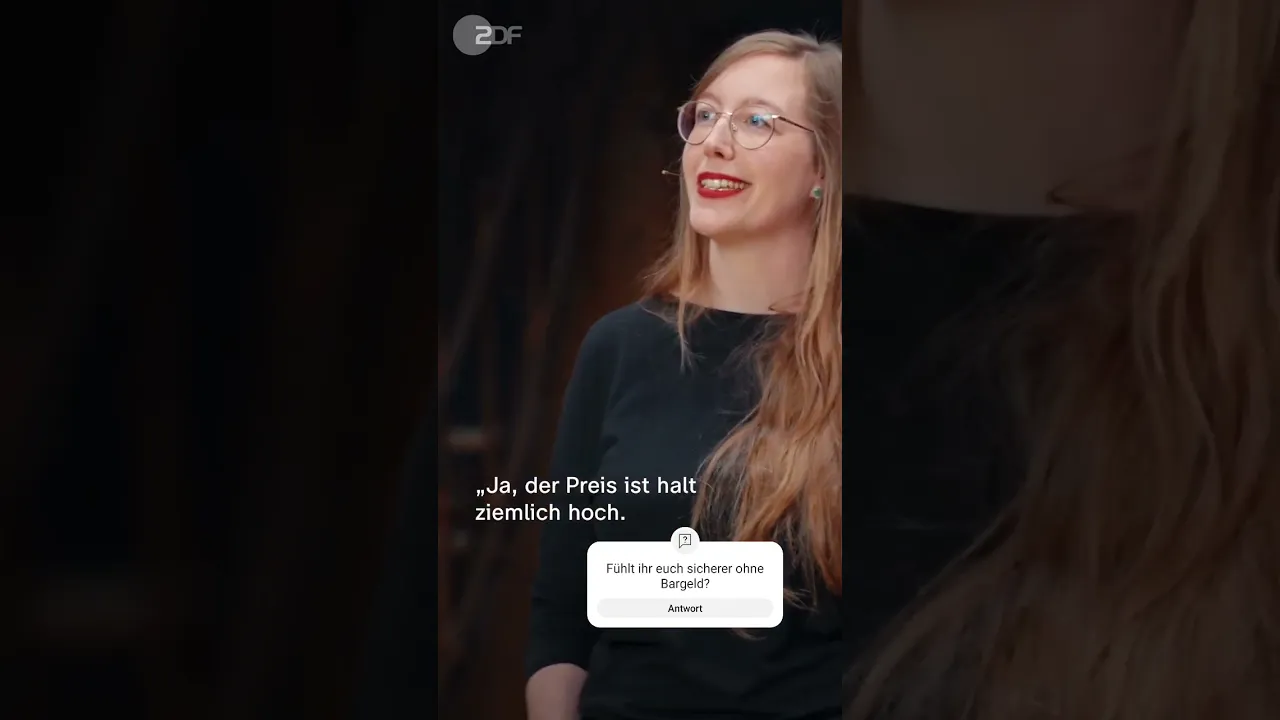 ZDF
„Ja, der Preis ist halt
ziemlich hoch.
?
Fühlt ihr euch sicherer ohne
Bargeld?
Antwort